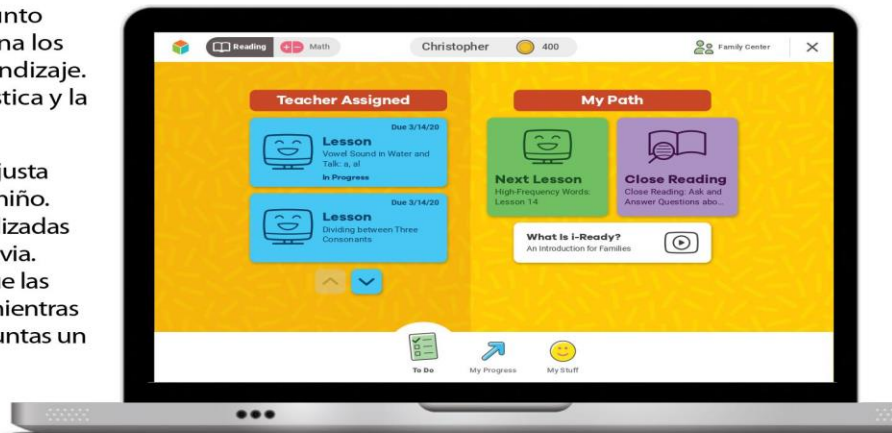 unto
na los
ndizaje.
stica y la
justa
niño.
lizadas
via.
ue las
mientras
untas un
Reading
Math
Christopher
400
Family Center
Teacher Assigned
Due 3/14/20
Lesson
Vowel Sound in Water and
Talk: a, al
In Progress
Due 3/14/20
Lesson
Dividing between Three
Consonants
My Path
Next Lesson
High-Frequency Words:
Lesson 14
Close Reading
Close Reading: Ask and
Answer Questions abo...
What Is i-Ready?
An Introduction for Families
To Do
My Progress
My Stuff